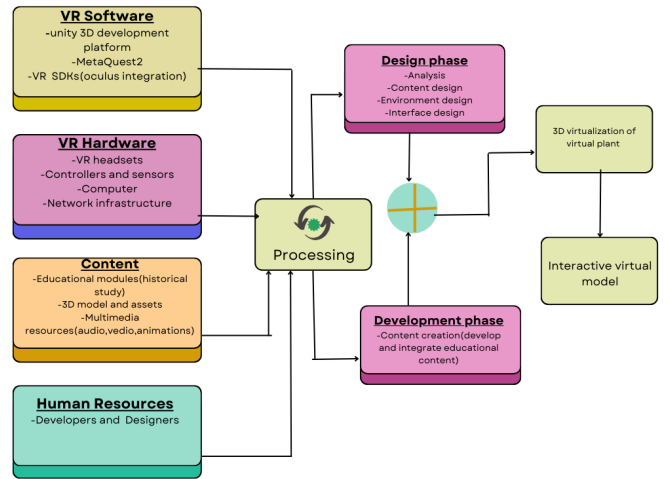 VR Software
-unity 3D development
platform
-MetaQuest2
-VR SDKs(oculus integration)
VR Hardware
-VR headsets
-Controllers and sensors
-Computer
-Network infrastructure
Content
-Educational modules(historical
study)
-3D model and assets
-Multimedia
resources(audio,vedio,animations)
Human Resources
-Developers and Designers
Processing
Design phase
-Analysis
-Content design
-Environment design
-Interface design
Development phase
-Content creation(develop
and integrate educational
content)
3D virtualization of
virtual plant
Interactive virtual
model